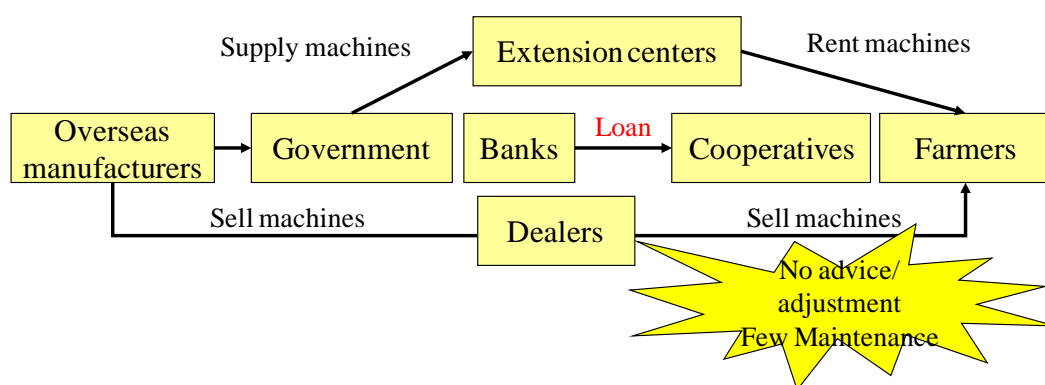 Supply machines
Extension centers
Rent machines
Overseas
manufacturers
Government
Banks
Loan
Cooperatives
Farmers
Sell machines
Dealers
Sell machines
No advice/
adjustment
Few Maintenance